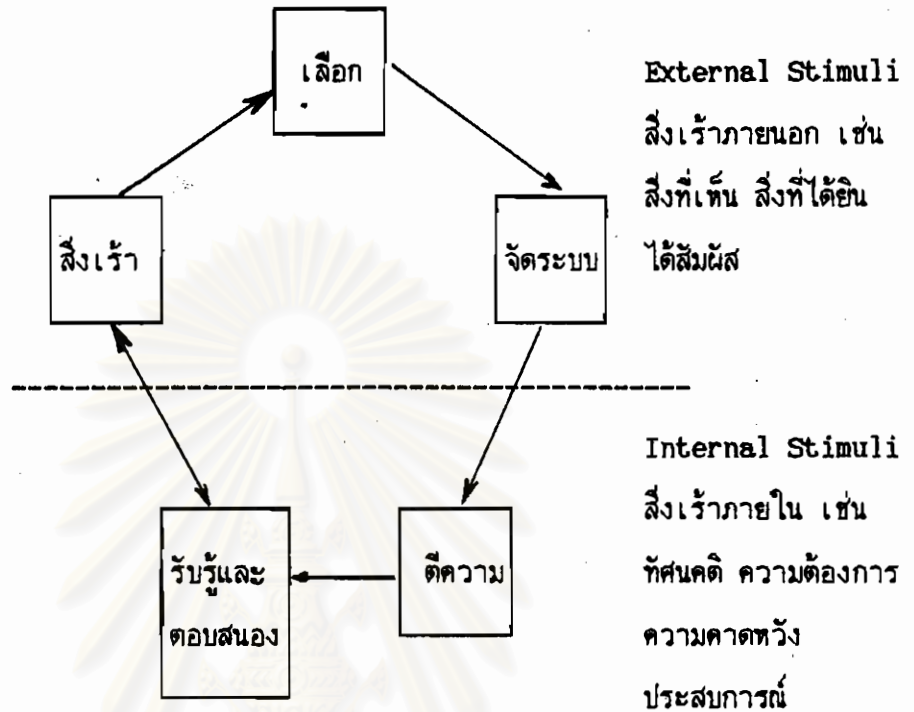 เลือก
External Stimuli
สิ่งเร้าภายนอก เช่น
สิ่งที่เห็น สิ่งที่ได้ยิน
สิ่งเร้า
จัดระบบ
ได้สัมผัส
Internal Stimuli
สิ่งเร้าภายใน เช่น
รับรู้และ
ตีความ
ทัศนคติ ความต้องการ
ตอบสนอง
ความคาดหวัง
ประสบการณ์